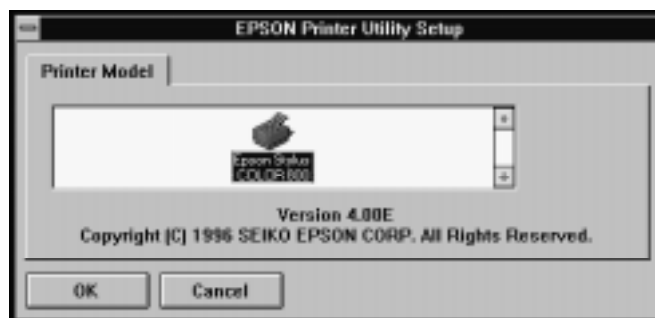 EPSON Printer Utility Setup
Printer Model
Epson Stylus
COLOR 800
Version 4.00E
Copyright (C) 1996 SEIKO EPSON CORP. All Rights Reserved.
OK
Cancel